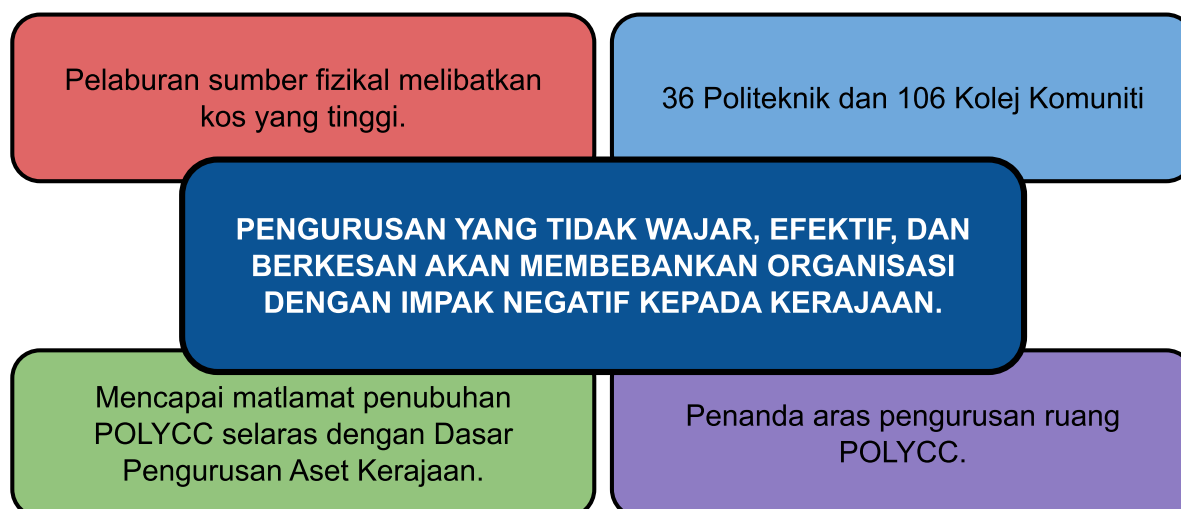 Pelaburan sumber fizikal melibatkan
kos yang tinggi.
36 Politeknik dan 106 Kolej Komuniti
PENGURUSAN YANG TIDAK WAJAR, EFEKTIF, DAN
BERKESAN AKAN MEMBEBANKAN ORGANISASI
DENGAN IMPAK NEGATIF KEPADA KERAJAAN.
Mencapai matlamat penubuhan
POLYCC selaras dengan Dasar
Pengurusan Aset Kerajaan.
Penanda aras pengurusan ruang
POLYCC.